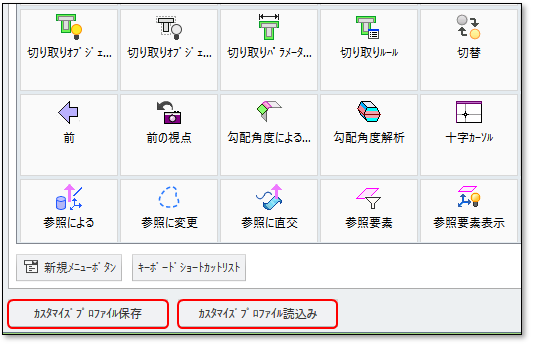 切り取りｵﾌﾞｼﾞｪ... 切り取りｵﾌﾞｼﾞｪ... 切り取りﾊﾟﾗﾒｰﾀ... 切り取りﾙｰﾙ 切替
前 前の視点 勾配角度による... 勾配角度解析 十字ｶｰｿﾙ
参照による 参照に変更 参照に直交 参照要素 参照要素表示
新規ﾒﾆｭｰﾎﾞﾀﾝ ｷｰﾎﾞｰﾄﾞｼｮｰﾄｶｯﾄﾘｽﾄ
ｶｽﾀﾏｲｽﾞﾌﾟﾛﾌｧｲﾙ保存 ｶｽﾀﾏｲｽﾞﾌﾟﾛﾌｧｲﾙ読込み